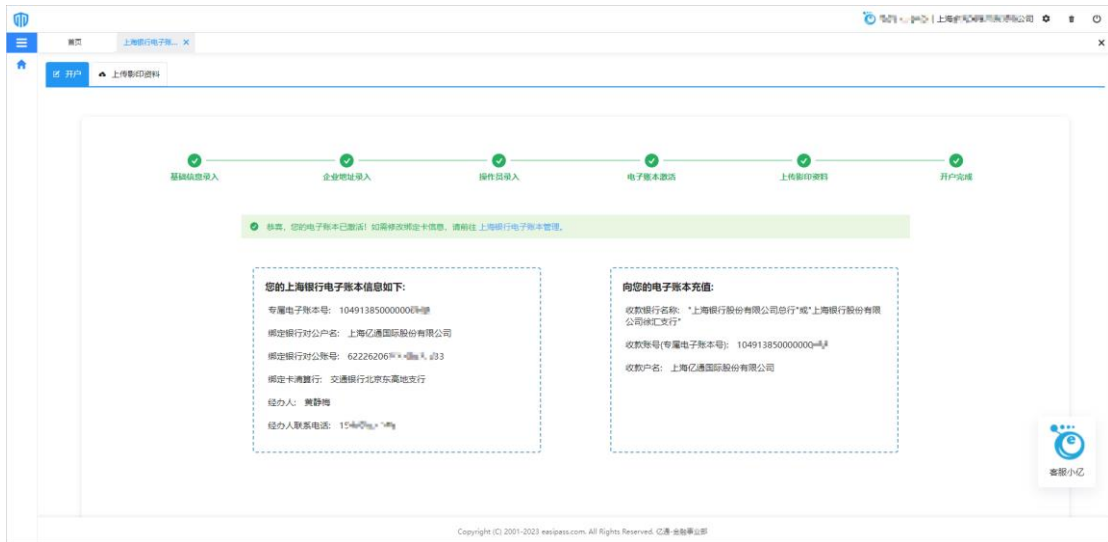 上海 公司
首页
上海银行电子账...
开户
上传影印资料
基础信息录入
企业地址录入
操作员录入
电子账本激活
上传影印资料
开户完成
恭喜，您的电子账本已激活！如需修改绑定卡信息，请前往 上海银行电子账本管理。
您的上海银行电子账本信息如下:
专属电子账本号: 10491385000000
绑定银行对公户名: 上海亿通国际股份有限公司
绑定银行对公账号: 62226206 33
绑定卡清算行: 交通银行北京东高地支行
经办人: 黄静梅
经办人联系电话: 15
向您的电子账本充值:
收款银行名称: "上海银行股份有限公司总行"或"上海银行股份有限
公司徐汇支行"
收款账号(专属电子账本号): 104913850000000
收款户名: 上海亿通国际股份有限公司
客服小亿
Copyright (C) 2001-2023 easipass.com. All Rights Reserved. 亿通-金融事业部